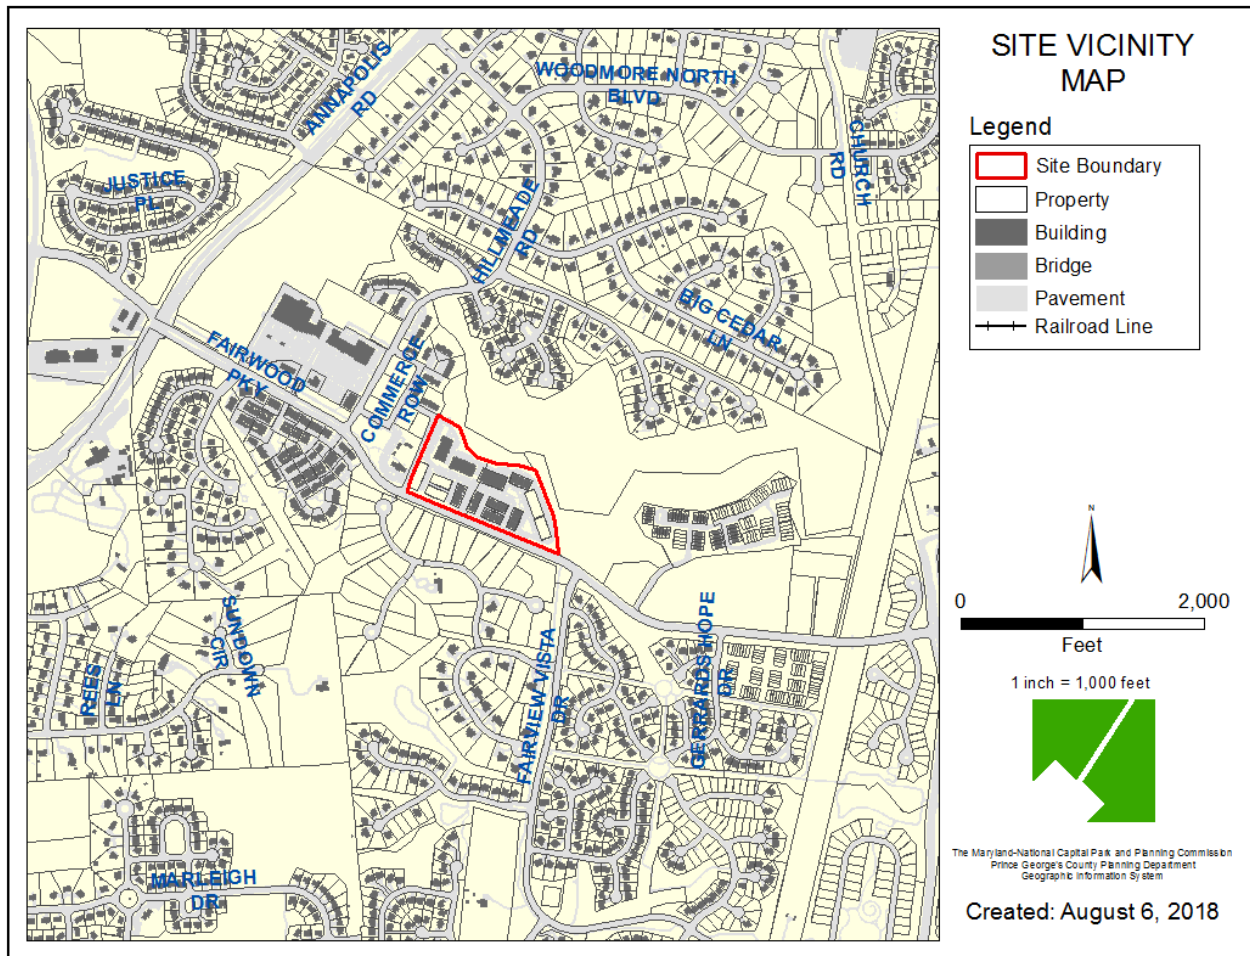 ANNAPOLIS
RD
WOODMORE NORTH
BLVD
CHURCH
RD
JUSTICE
PL
HILLMEADE
RD
BIG CEDAR
LN
FAIRWOOD
PKY
COMMERCE
ROW
SUNDOWN
CIR
REES
LN
FAIRVIEW VISTA
DR
GERRARDS HOPE
DR
MARLEIGH
DR
SITE VICINITY
MAP
Legend
Site Boundary
Property
Building
Bridge
Pavement
Railroad Line
N
0 2,000
Feet
1 inch = 1,000 feet
The Maryland-National Capital Park and Planning Commission
Prince George's County Planning Department
Geographic Information System
Created: August 6, 2018